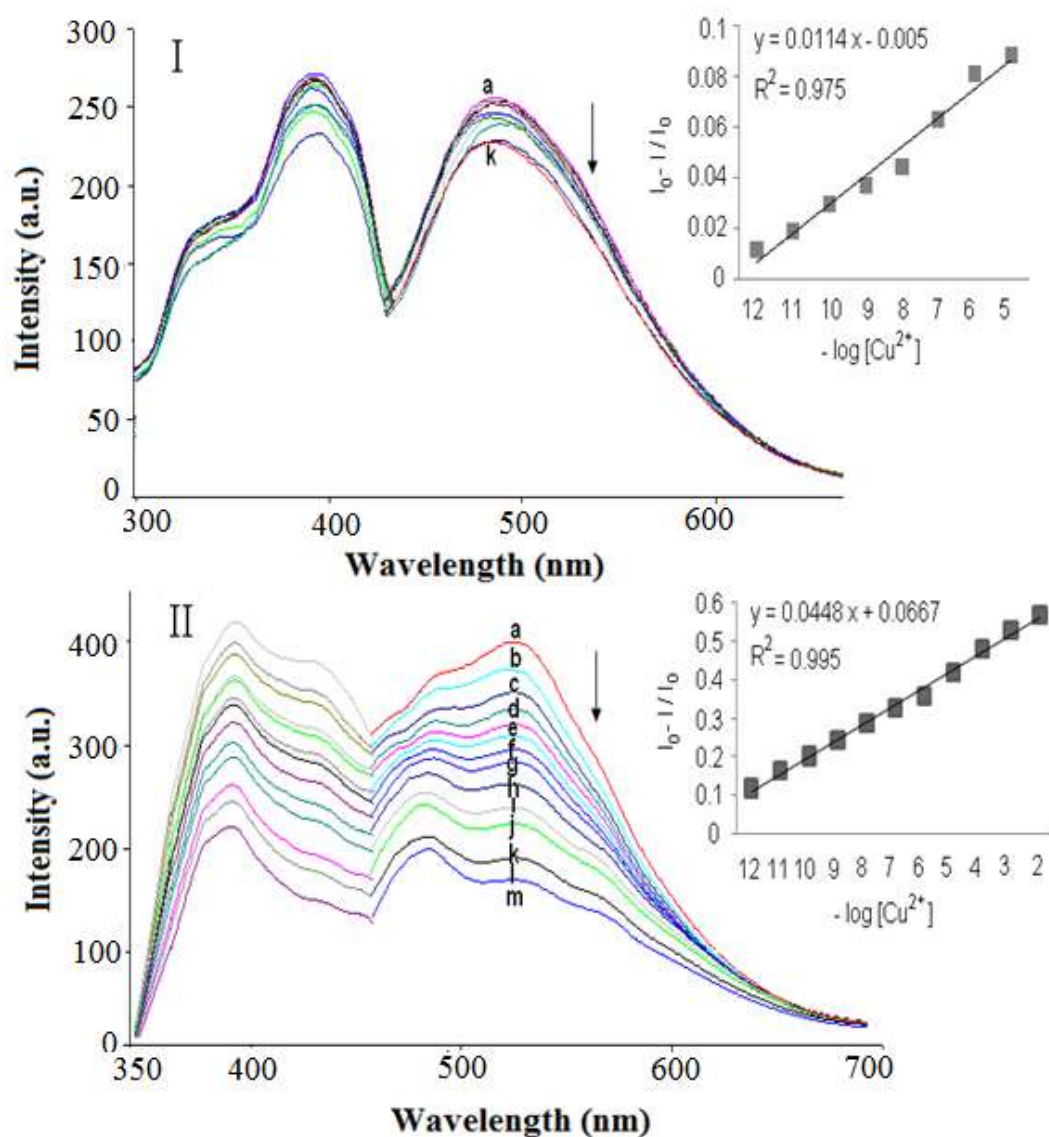 I
Intensity (a.u.)
300
250
200
150
100
50
0
a
k
300
400
500
600
Wavelength (nm)
y = 0.0114 x - 0.005
R² = 0.975
I₀ - I / I₀
0.1
0.08
0.06
0.04
0.02
0
12 11 10 9 8 7 6 5
- log [Cu²⁺]
II
Intensity (a.u.)
400
300
200
100
0
a
b
c
d
e
f
g
h
i
j
k
l
m
350 400 500 600 700
Wavelength (nm)
y = 0.0448 x + 0.0667
R² = 0.995
I₀ - I / I₀
0.6
0.5
0.4
0.3
0.2
0.1
0
12 11 10 9 8 7 6 5 4 3 2
- log [Cu²⁺]